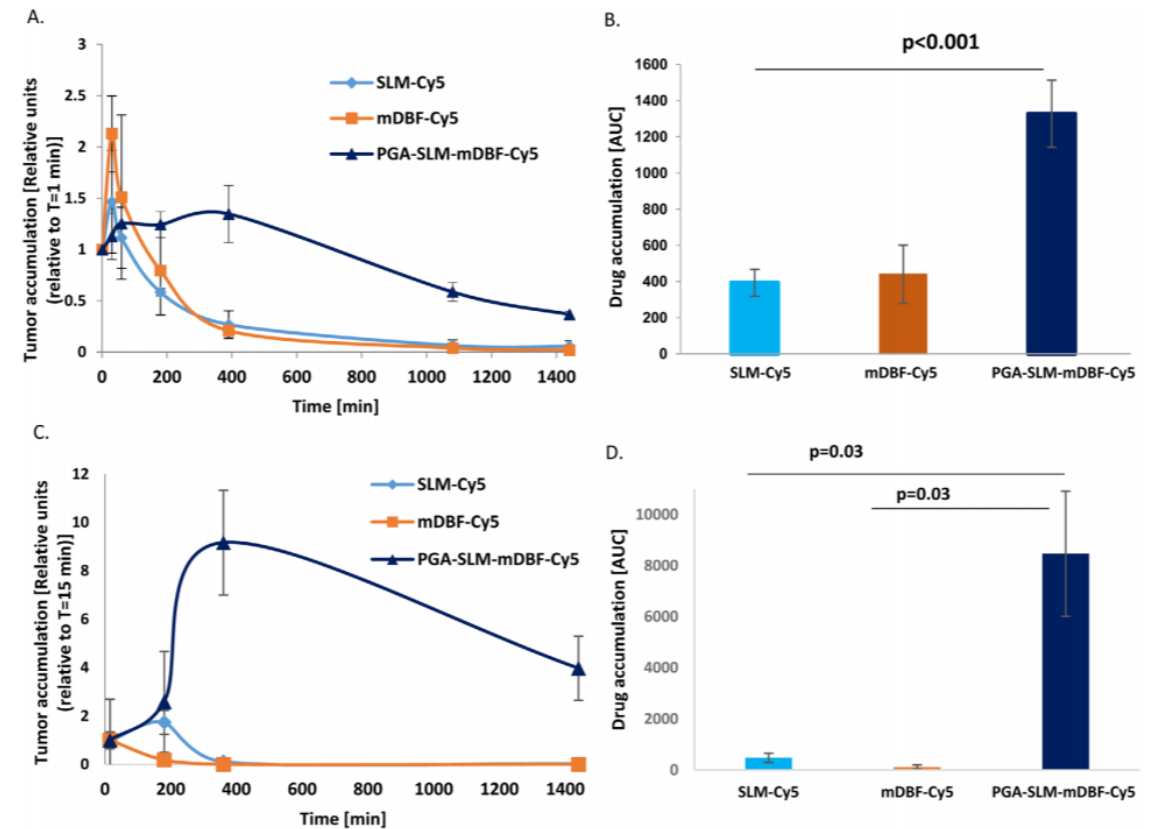 A.
Tumor accumulation [Relative units
(relative to T=1 min)]
3
2.5
2
1.5
1
0.5
0
SLM-Cy5
mDBF-Cy5
PGA-SLM-mDBF-Cy5
0 200 400 600 800 1000 1200 1400
Time [min]
B.
p<0.001
Drug accumulation [AUC]
1600
1400
1200
1000
800
600
400
200
0
SLM-Cy5 mDBF-Cy5 PGA-SLM-mDBF-Cy5
C.
Tumor accumulation [Relative units
(relative to T=15 min)]
12
10
8
6
4
2
0
SLM-Cy5
mDBF-Cy5
PGA-SLM-mDBF-Cy5
0 200 400 600 800 1000 1200 1400
Time [min]
D.
p=0.03
p=0.03
Drug accumulation [AUC]
10000
8000
6000
4000
2000
0
SLM-Cy5 mDBF-Cy5 PGA-SLM-mDBF-Cy5